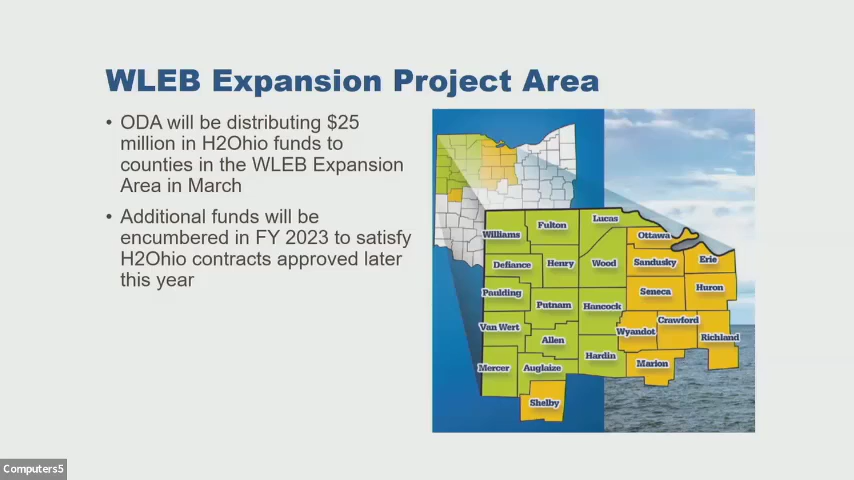 WLEB Expansion Project Area
• ODA will be distributing $25
million in H2Ohio funds to
counties in the WLEB Expansion
Area in March
• Additional funds will be
encumbered in FY 2023 to satisfy
H2Ohio contracts approved later
this year
Williams
Fulton
Lucas
Ottawa
Defiance
Henry
Wood
Sandusky
Erie
Paulding
Putnam
Hancock
Seneca
Huron
Van Wert
Allen
Wyandot
Crawford
Richland
Mercer
Auglaize
Hardin
Marion
Shelby
Computers5